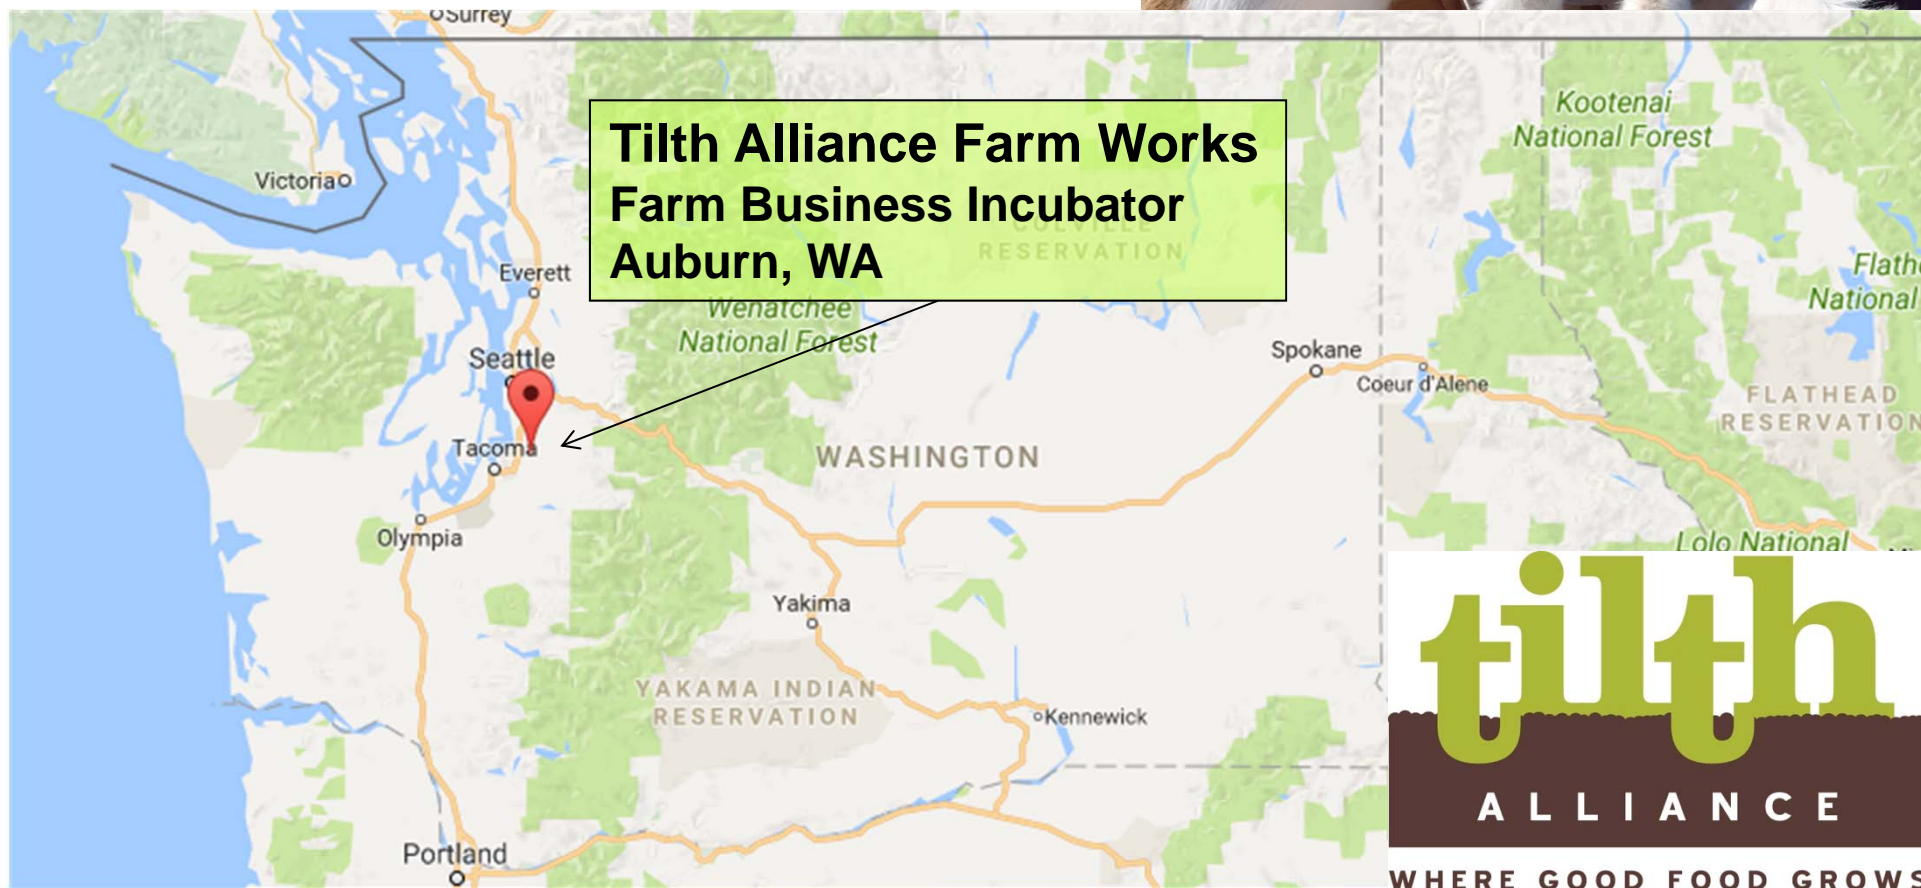 Surrey
Kootenai
National Forest
Victoria
Tilth Alliance Farm Works
Farm Business Incubator
Auburn, WA
COLVILLE
RESERVATION
Everett
Flath
National
Wenatchee
National Forest
Seattle
Spokane
Coeur d'Alene
FLATHEAD
RESERVATION
Tacoma
WASHINGTON
Olympia
Lolo National
Yakima
YAKAMA INDIAN
RESERVATION
Kennewick
Portland
tilth
ALLIANCE
WHERE GOOD FOOD GROWS